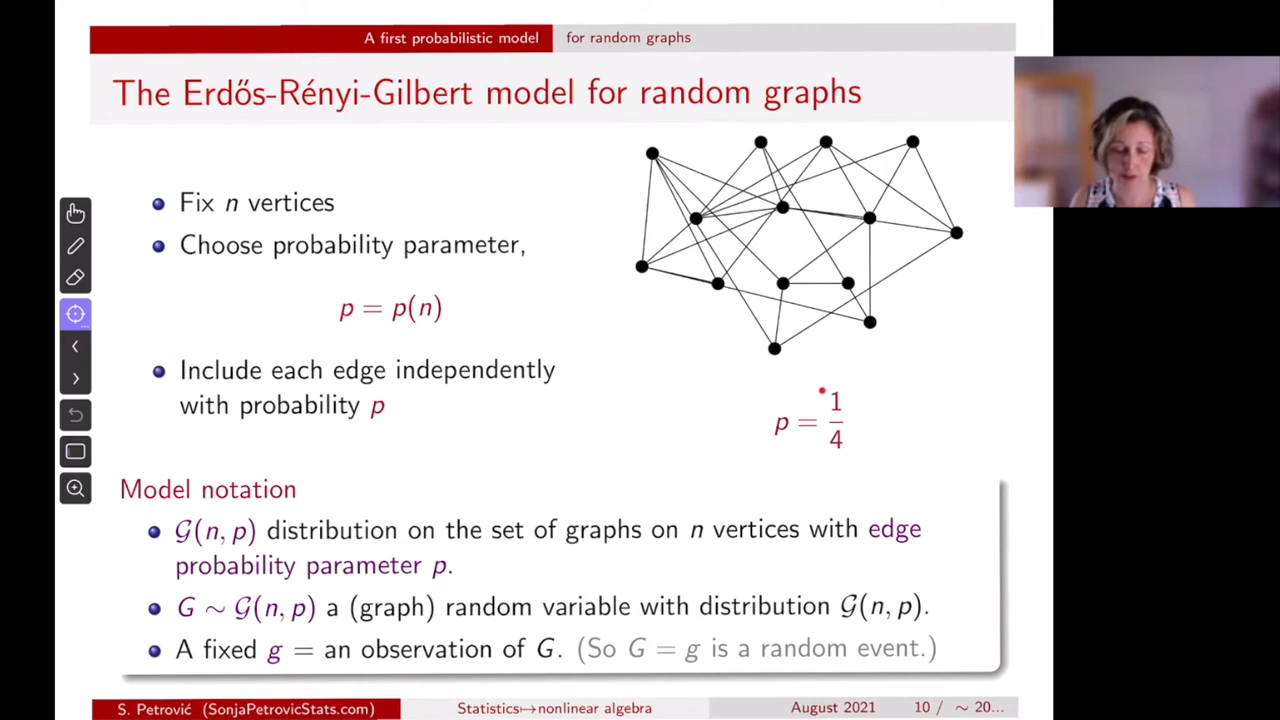 A first probabilistic model for random graphs
The Erdős-Rényi-Gilbert model for random graphs
Fix n vertices
Choose probability parameter,
p = p(n)
Include each edge independently
with probability p
p = 1/4
Model notation
𝒢(n, p) distribution on the set of graphs on n vertices with edge
probability parameter p.
G ∼ 𝒢(n, p) a (graph) random variable with distribution 𝒢(n, p).
A fixed g = an observation of G. (So G = g is a random event.)
S. Petrović (SonjaPetrovicStats.com) Statistics↦nonlinear algebra August 2021 10 / ∼ 20...